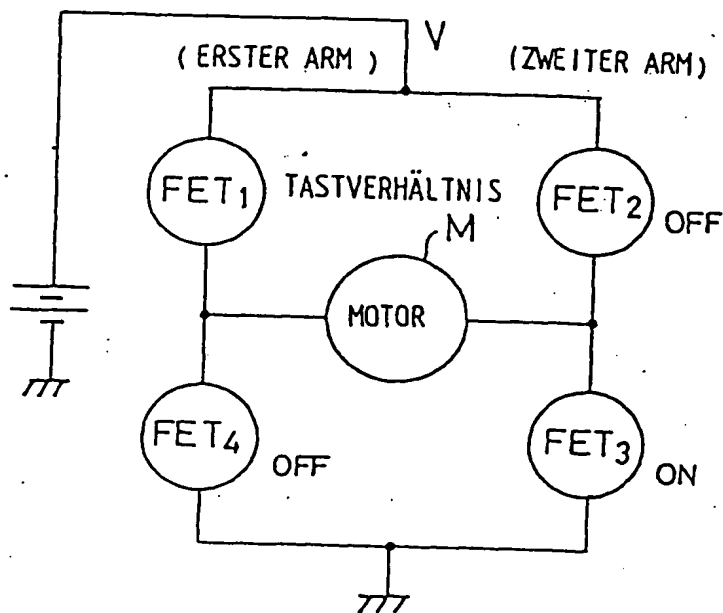 V
(ERSTER ARM) (ZWEITER ARM)
FET1 TASTVERHÄLTNIS FET2 OFF
M
MOTOR
FET4 OFF FET3 ON